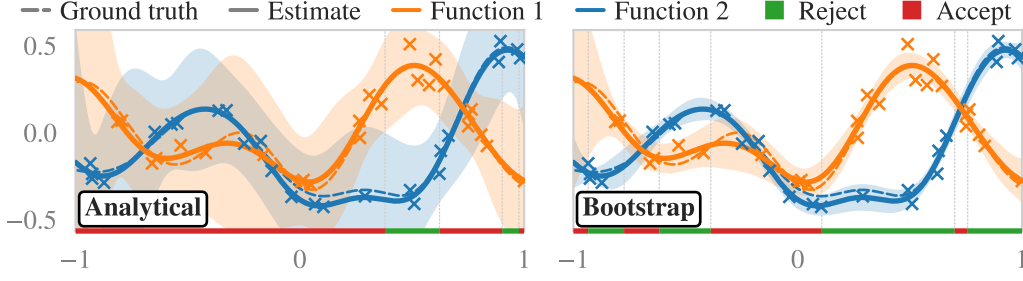 Ground truth Estimate Function 1 Function 2 Reject Accept
0.5
0.0
−0.5
Analytical Bootstrap
−1 0 1 −1 0 1